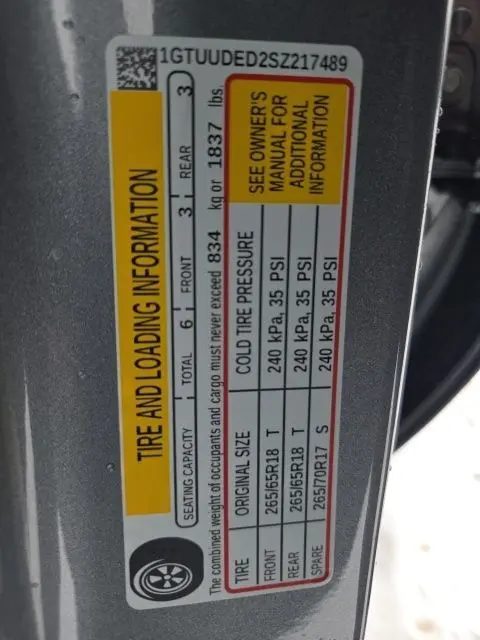 1GTUUDED2SZ217489
TIRE AND LOADING INFORMATION
SEATING CAPACITY TOTAL 6 FRONT 3 REAR 3
The combined weight of occupants and cargo must never exceed 834 kg or 1837 lbs.
TIRE ORIGINAL SIZE COLD TIRE PRESSURE
FRONT 265/65R18 T 240 kPa, 35 PSI
REAR 265/65R18 T 240 kPa, 35 PSI
SPARE 265/70R17 S 240 kPa, 35 PSI
SEE OWNER'S
MANUAL FOR
ADDITIONAL
INFORMATION